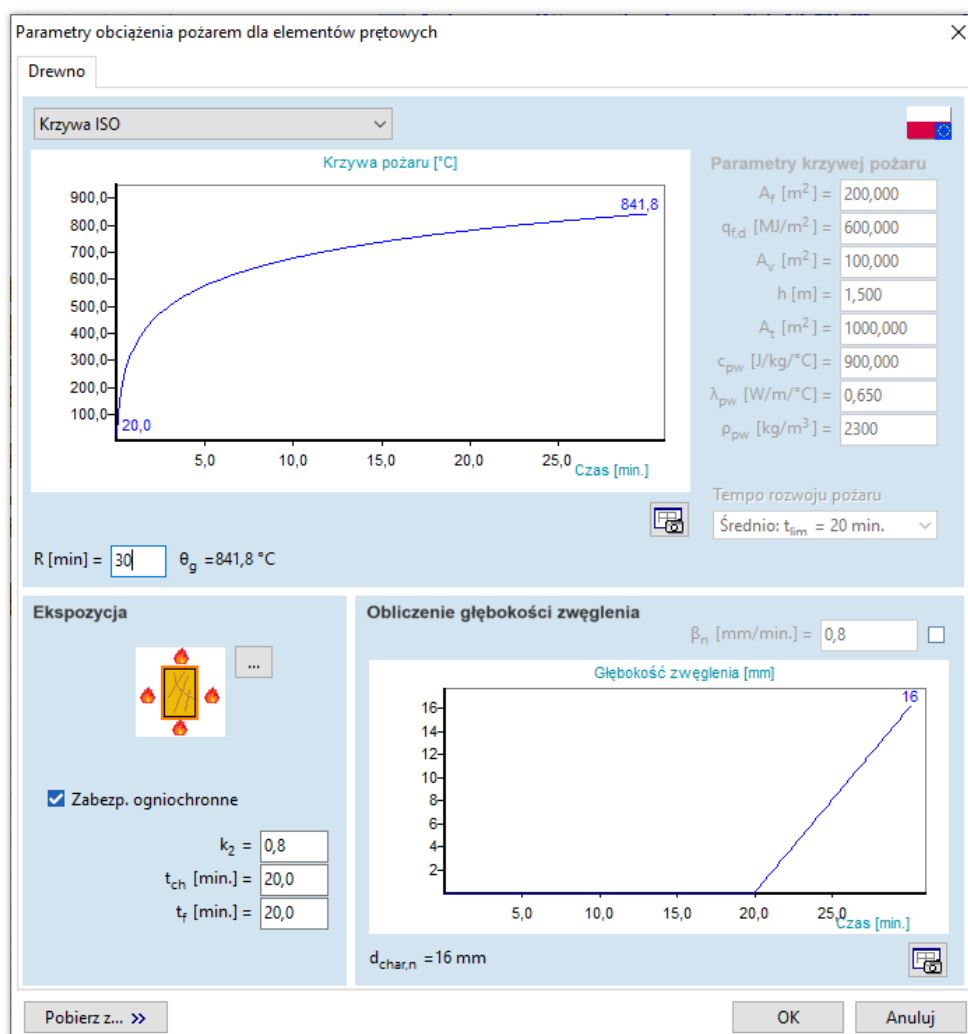 Parametry obciążenia pożarem dla elementów prętowych
Drewno
Krzywa ISO
Krzywa pożaru [°C]
900,0
800,0
700,0
600,0
500,0
400,0
300,0
200,0
100,0
841,8
20,0
5,0 10,0 15,0 20,0 25,0
Czas [min.]
Parametry krzywej pożaru
A_f [m²] = 200,000
q_f,d [MJ/m²] = 600,000
A_v [m²] = 100,000
h [m] = 1,500
A_t [m²] = 1000,000
c_pw [J/kg/°C] = 900,000
λ_pw [W/m/°C] = 0,650
ρ_pw [kg/m³] = 2300
Tempo rozwoju pożaru
Średnio: t_lim = 20 min.
R [min] = 30 θ_g =841,8 °C
Ekspozycja
...
Zabezp. ogniochronne
k_2 = 0,8
t_ch [min.] = 20,0
t_f [min.] = 20,0
Obliczenie głębokości zwęglenia
β_n [mm/min.] = 0,8
Głębokość zwęglenia [mm]
16
14
12
10
8
6
4
2
16
5,0 10,0 15,0 20,0 25,0
Czas [min.]
d_char,n =16 mm
Pobierz z... »
OK Anuluj